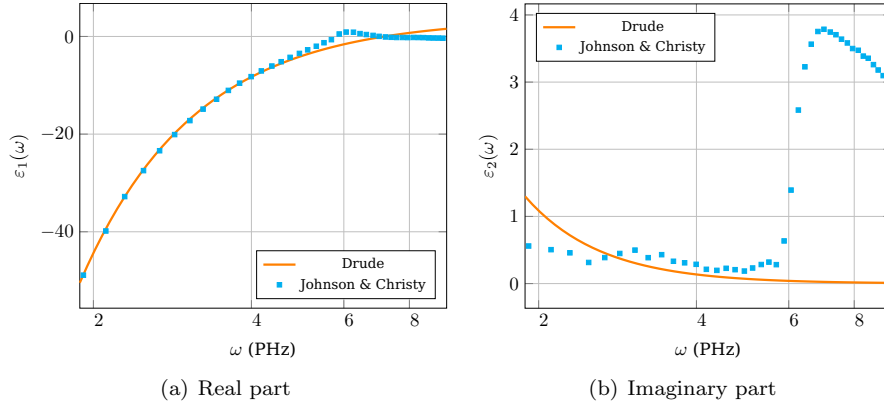 0
−20
−40
ε1(ω)
Drude
Johnson & Christy
2
4
6
8
ω (PHz)
(a) Real part
4
3
2
1
0
ε2(ω)
Drude
Johnson & Christy
2
4
6
8
ω (PHz)
(b) Imaginary part